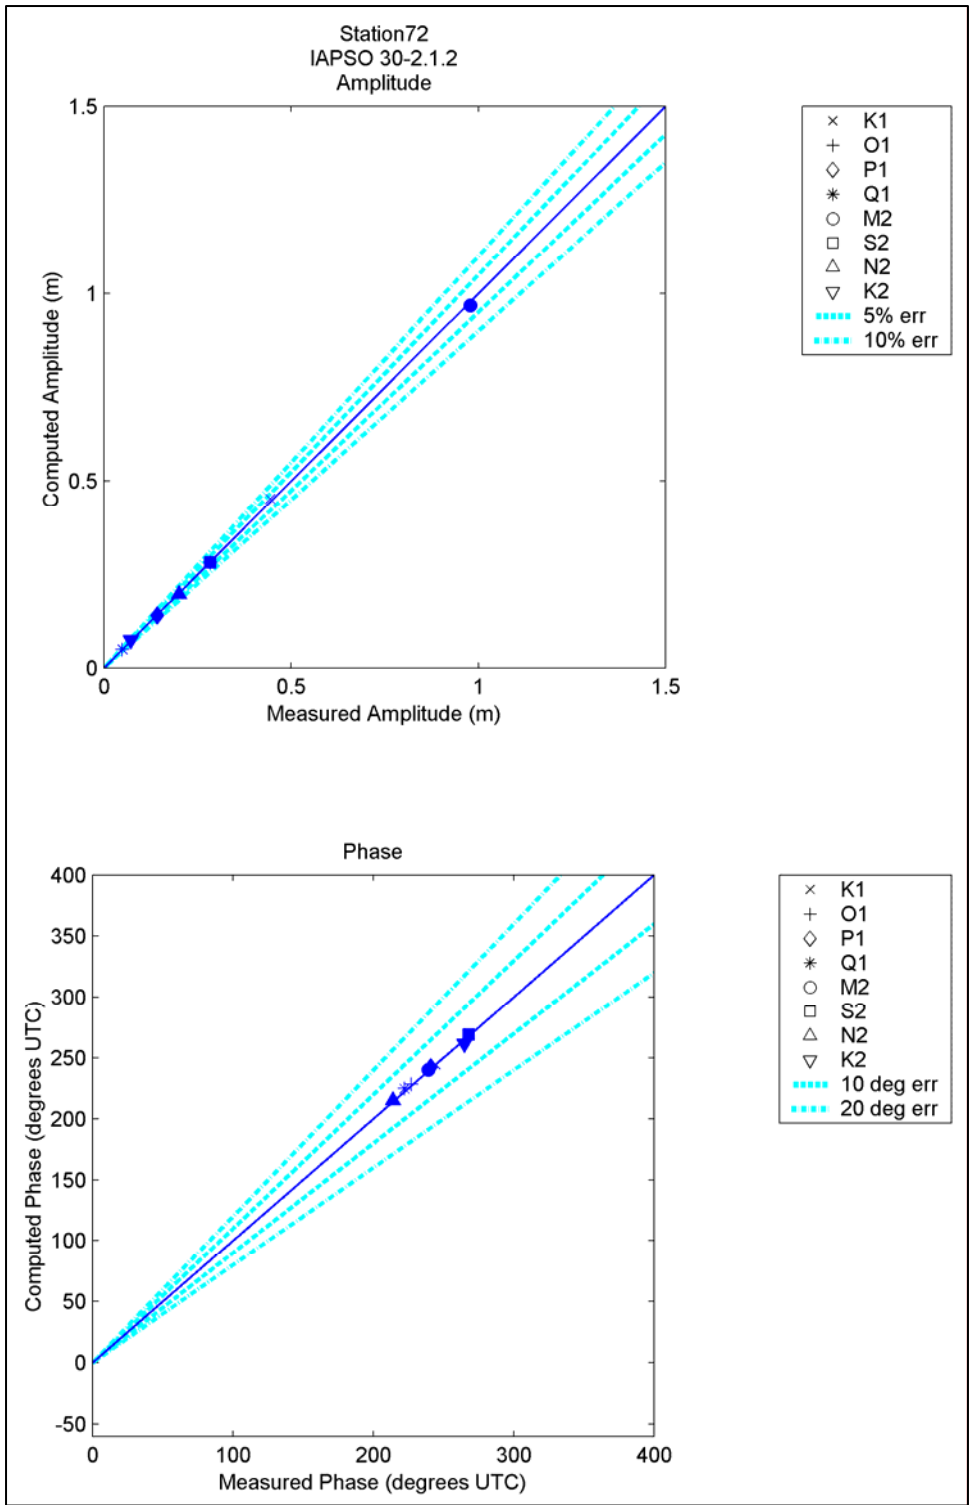 Station72
IAPSO 30-2.1.2
Amplitude
1.5
1
0.5
0
Computed Amplitude (m)
0 0.5 1 1.5
Measured Amplitude (m)
K1
O1
P1
Q1
M2
S2
N2
K2
5% err
10% err
Phase
400
350
300
250
200
150
100
50
0
-50
Computed Phase (degrees UTC)
0 100 200 300 400
Measured Phase (degrees UTC)
K1
O1
P1
Q1
M2
S2
N2
K2
10 deg err
20 deg err